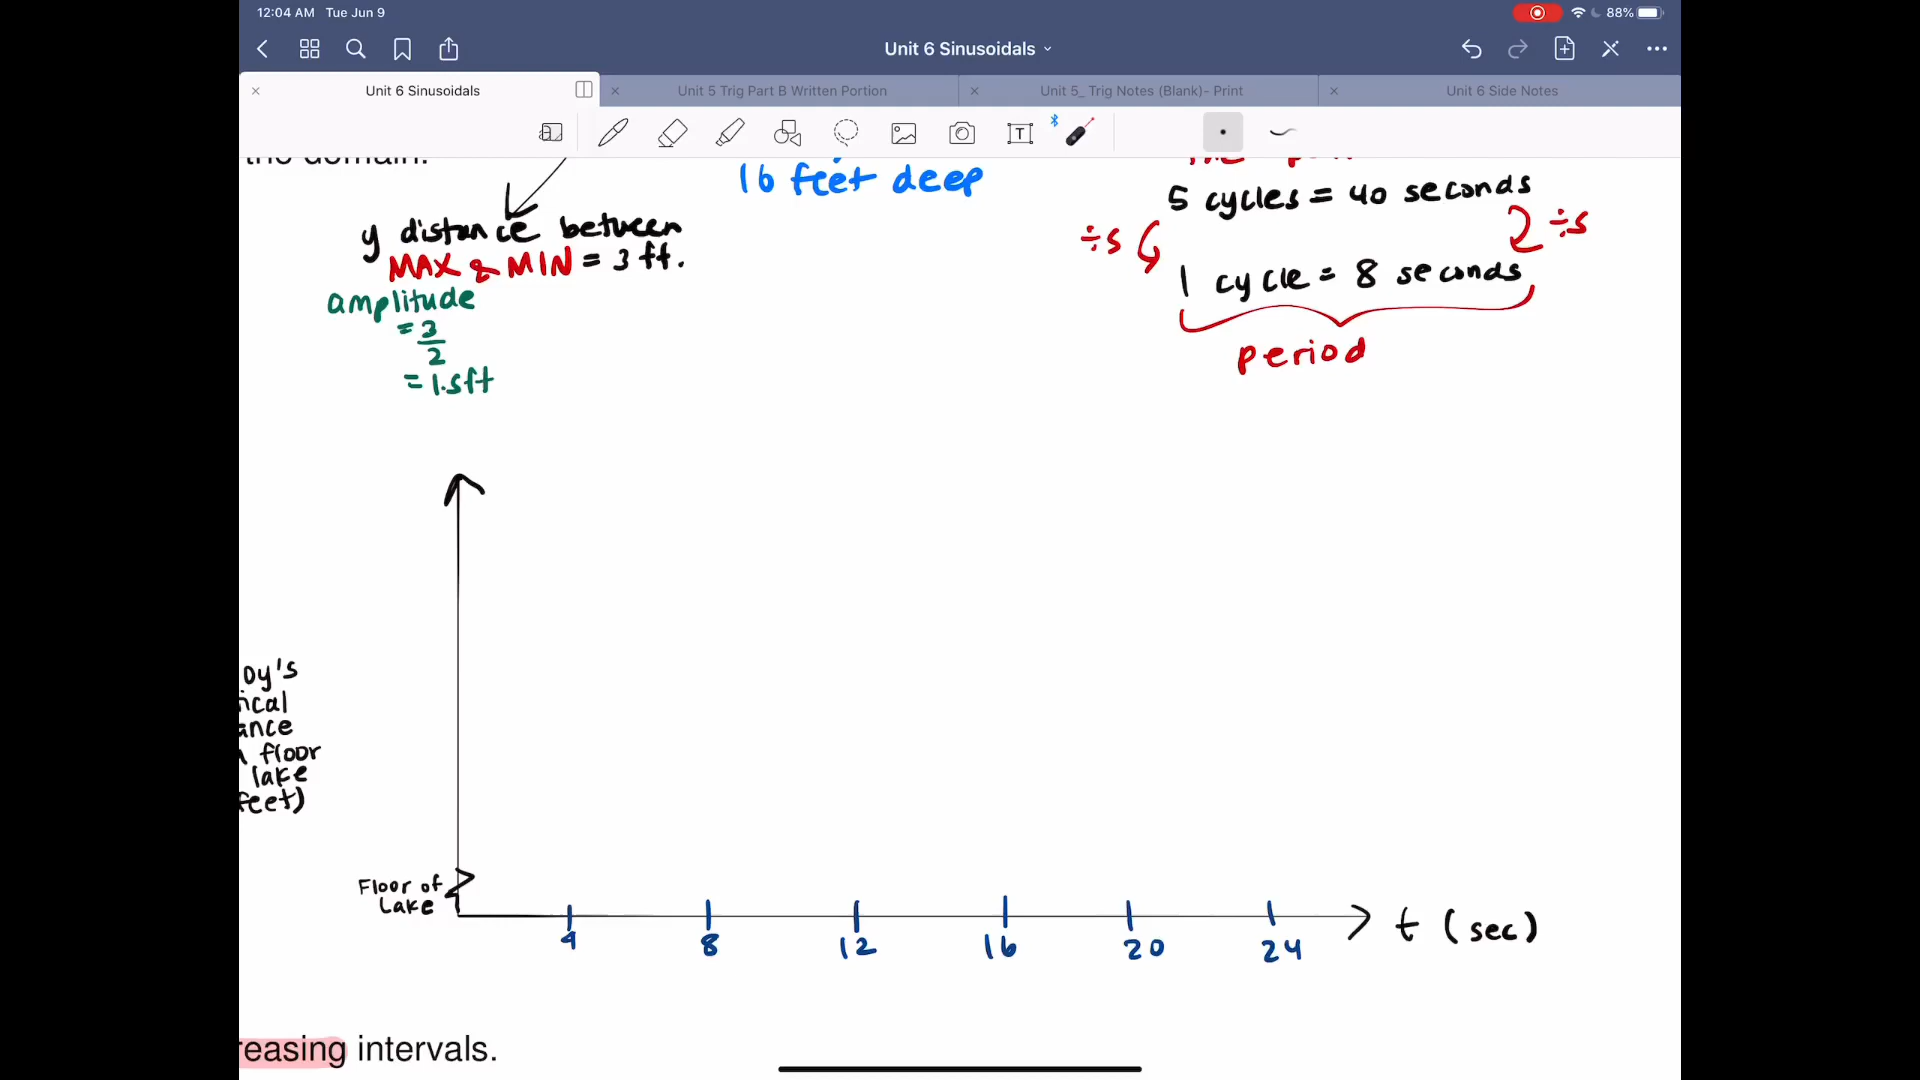 12:04 AM Tue Jun 9
88%
Unit 6 Sinusoidals
Unit 6 Sinusoidals
Unit 5 Trig Part B Written Portion
Unit 5_ Trig Notes (Blank)- Print
Unit 6 Side Notes
the domain.
16 feet deep
5 cycles = 40 seconds
÷5
÷5
1 cycle = 8 seconds
period
y distance between
MAX & MIN = 3 ft.
amplitude
= 3
2
= 1.5ft
oy's
ical
ance
floor
lake
feet)
Floor of
Lake
4 8 12 16 20 24
t (sec)
reasing intervals.